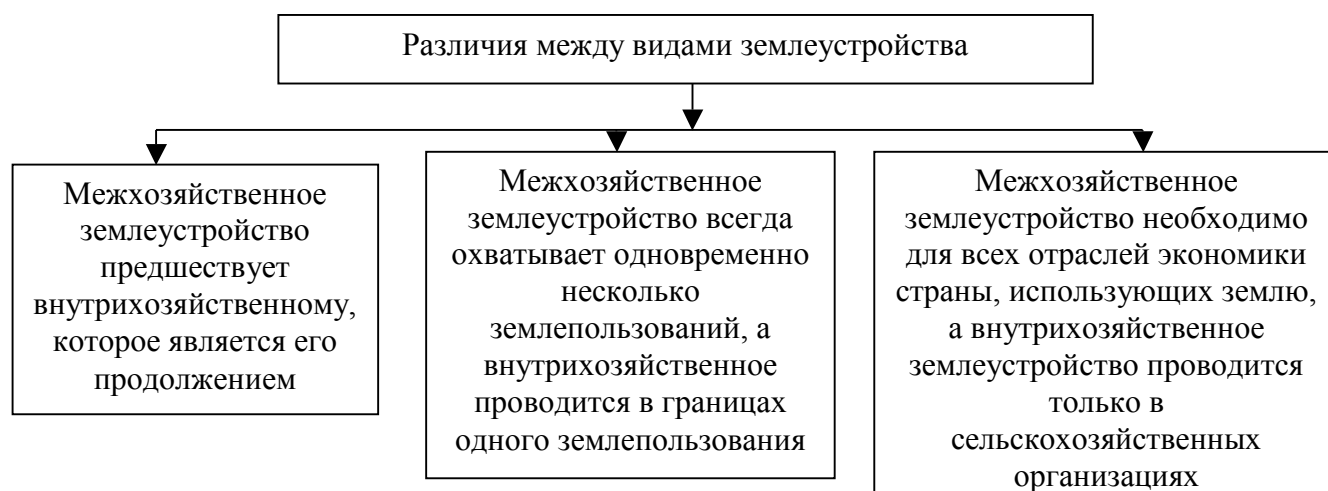 Различия между видами землеустройства
Межхозяйственное
землеустройство
предшествует
внутрихозяйственному,
которое является его
продолжением
Межхозяйственное
землеустройство всегда
охватывает одновременно
несколько
землепользований, а
внутрихозяйственное
проводится в границах
одного землепользования
Межхозяйственное
землеустройство необходимо
для всех отраслей экономики
страны, использующих землю,
а внутрихозяйственное
землеустройство проводится
только в
сельскохозяйственных
организациях